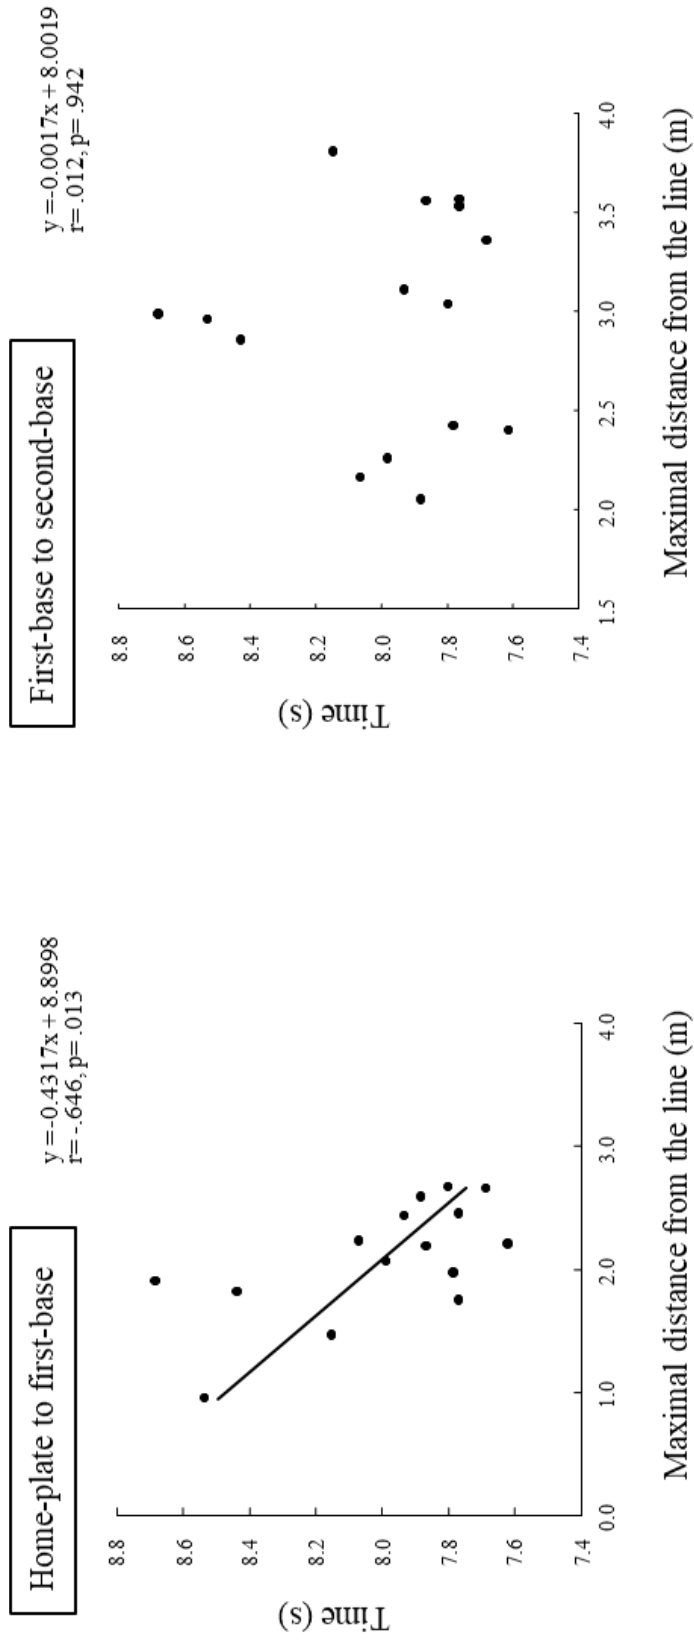 Home-plate to first-base
y=-0.4317x + 8.8998
r=-.646, p=.013
8.8
8.6
8.4
8.2
8.0
7.8
7.6
7.4
Time (s)
0.0 1.0 2.0 3.0 4.0
Maximal distance from the line (m)
First-base to second-base
y=-0.0017x + 8.0019
r=.012, p=.942
8.8
8.6
8.4
8.2
8.0
7.8
7.6
7.4
Time (s)
1.5 2.0 2.5 3.0 3.5 4.0
Maximal distance from the line (m)